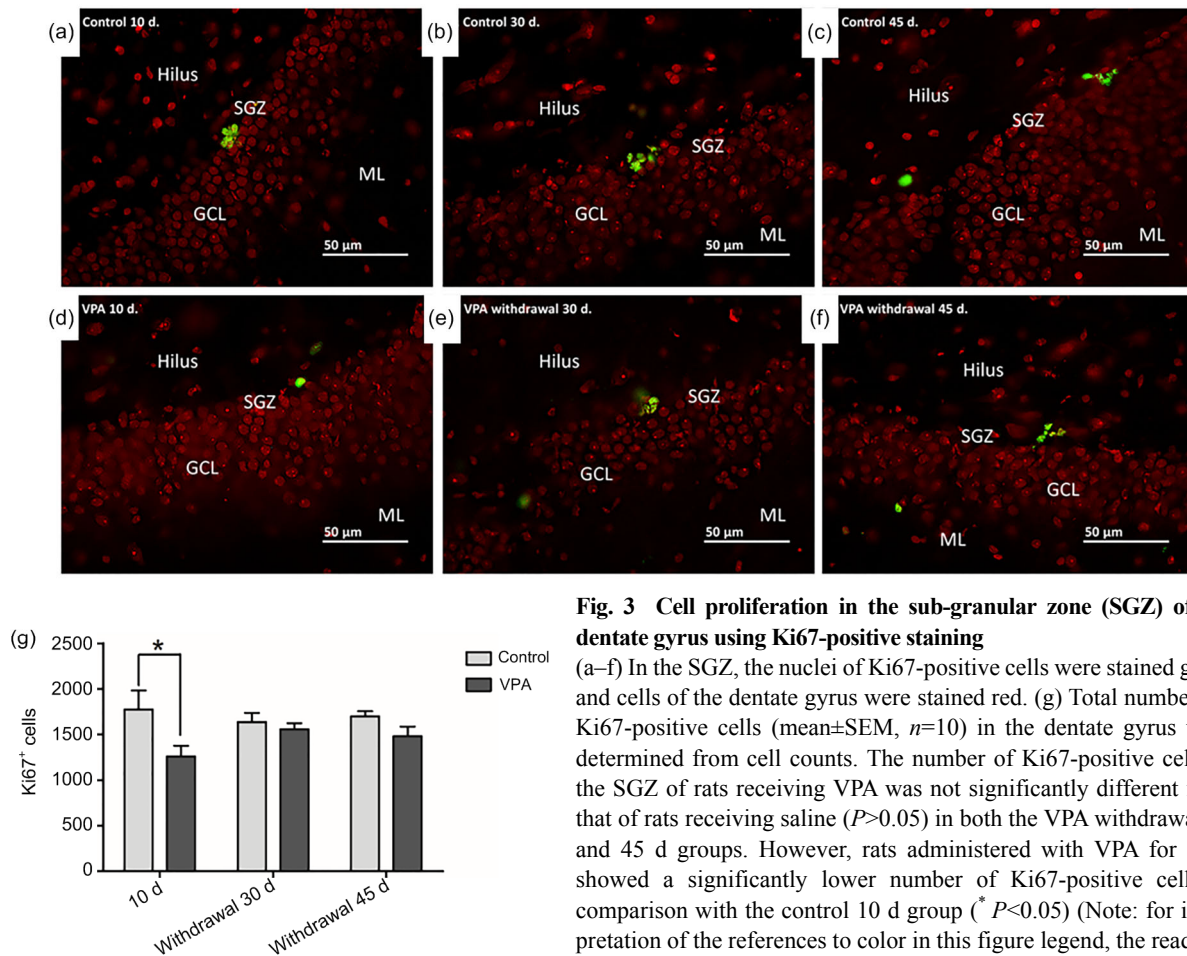 (a)
Control 10 d.
Hilus
SGZ
ML
GCL
50 µm
(b)
Control 30 d.
Hilus
SGZ
GCL
50 µm
ML
(c)
Control 45 d.
Hilus
SGZ
GCL
ML
50 µm
(d)
VPA 10 d.
Hilus
SGZ
GCL
ML
50 µm
(e)
VPA withdrawal 30 d.
Hilus
SGZ
GCL
ML
50 µm
(f)
VPA withdrawal 45 d.
Hilus
SGZ
GCL
ML
50 µm
(g)
2500
2000
1500
1000
500
0
Ki67+ cells
*
Control
VPA
10 d
Withdrawal 30 d
Withdrawal 45 d
Fig. 3 Cell proliferation in the sub-granular zone (SGZ) of
dentate gyrus using Ki67-positive staining
(a–f) In the SGZ, the nuclei of Ki67-positive cells were stained g
and cells of the dentate gyrus were stained red. (g) Total number
Ki67-positive cells (mean±SEM, n=10) in the dentate gyrus
determined from cell counts. The number of Ki67-positive cel
the SGZ of rats receiving VPA was not significantly different
that of rats receiving saline (P>0.05) in both the VPA withdrawa
and 45 d groups. However, rats administered with VPA for
showed a significantly lower number of Ki67-positive cell
comparison with the control 10 d group (* P<0.05) (Note: for i
pretation of the references to color in this figure legend, the read